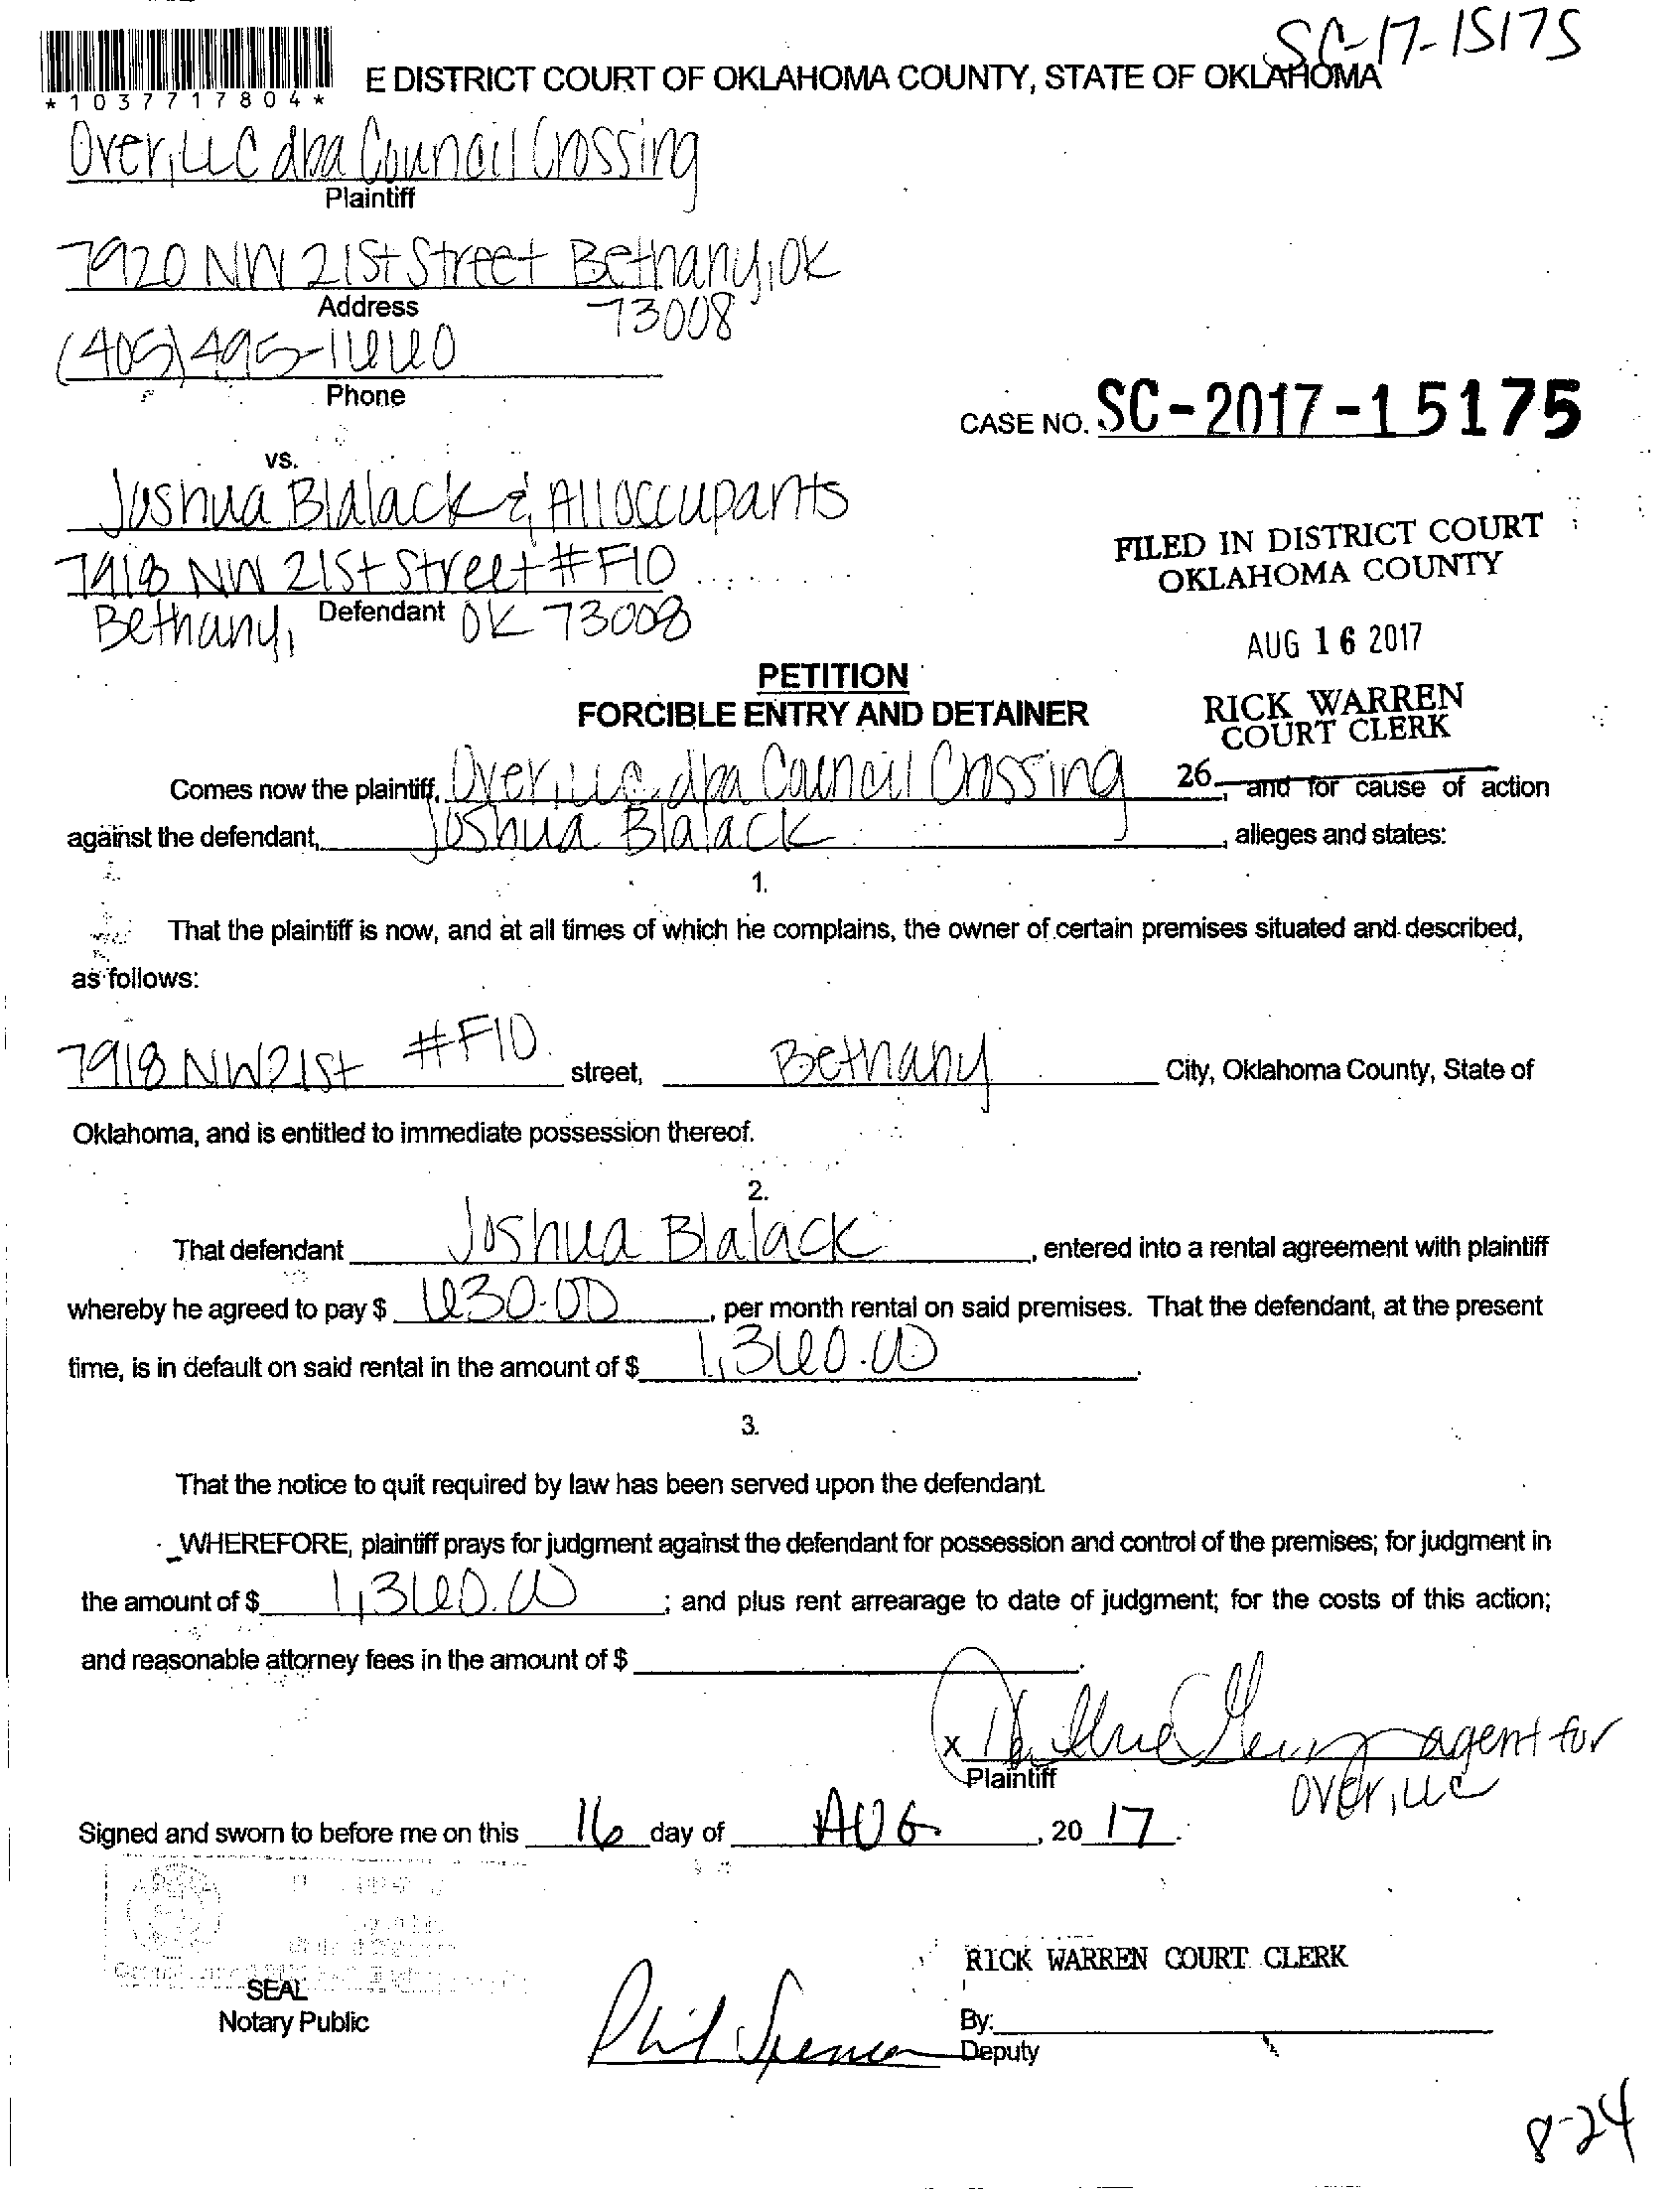 SC-17-15175
*1037717804*
E DISTRICT COURT OF OKLAHOMA COUNTY, STATE OF OKLAHOMA
Over, LLC dba Council Crossing
Plaintiff
7920 NW 21st Street Bethany, OK
Address
73008
(405) 495-1660
Phone
CASE NO. SC-2017-15175
vs.
Joshua Blalack & All occupants
7918 NW 21st Street #F10
Defendant
Bethany, OK 73008
FILED IN DISTRICT COURT
OKLAHOMA COUNTY
AUG 16 2017
RICK WARREN
COURT CLERK
26
PETITION
FORCIBLE ENTRY AND DETAINER
Comes now the plaintiff, Over, LLC dba Council Crossing, and for cause of action
against the defendant, Joshua Blalack, alleges and states:
1.
That the plaintiff is now, and at all times of which he complains, the owner of certain premises situated and described,
as follows:
7918 NW 21st #F10 street, Bethany City, Oklahoma County, State of
Oklahoma, and is entitled to immediate possession thereof.
2.
That defendant Joshua Blalack, entered into a rental agreement with plaintiff
whereby he agreed to pay $ 630.00, per month rental on said premises. That the defendant, at the present
time, is in default on said rental in the amount of $ 1,360.00.
3.
That the notice to quit required by law has been served upon the defendant.
WHEREFORE, plaintiff prays for judgment against the defendant for possession and control of the premises; for judgment in
the amount of $ 1,360.00; and plus rent arrearage to date of judgment; for the costs of this action;
and reasonable attorney fees in the amount of $
x agent for
Plaintiff
Over, LLC
Signed and sworn to before me on this 16 day of AUG., 20 17.
RICK WARREN COURT CLERK
SEAL
Notary Public
Phil Spencer
By:
Deputy
8-24